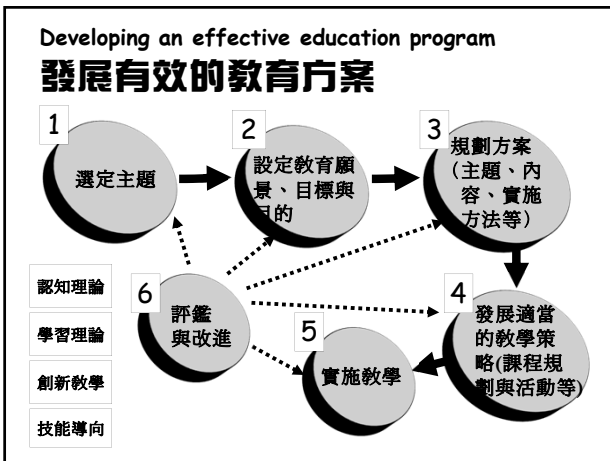 Developing an effective education program
發展有效的教育方案
1
選定主題
2
設定教育願
景、目標與
目的
3
規劃方案
（主題、內
容、實施
方法等）
4
發展適當
的教學策
略(課程規
劃與活動等)
5
實施教學
6
評鑑
與改進
認知理論
學習理論
創新教學
技能導向